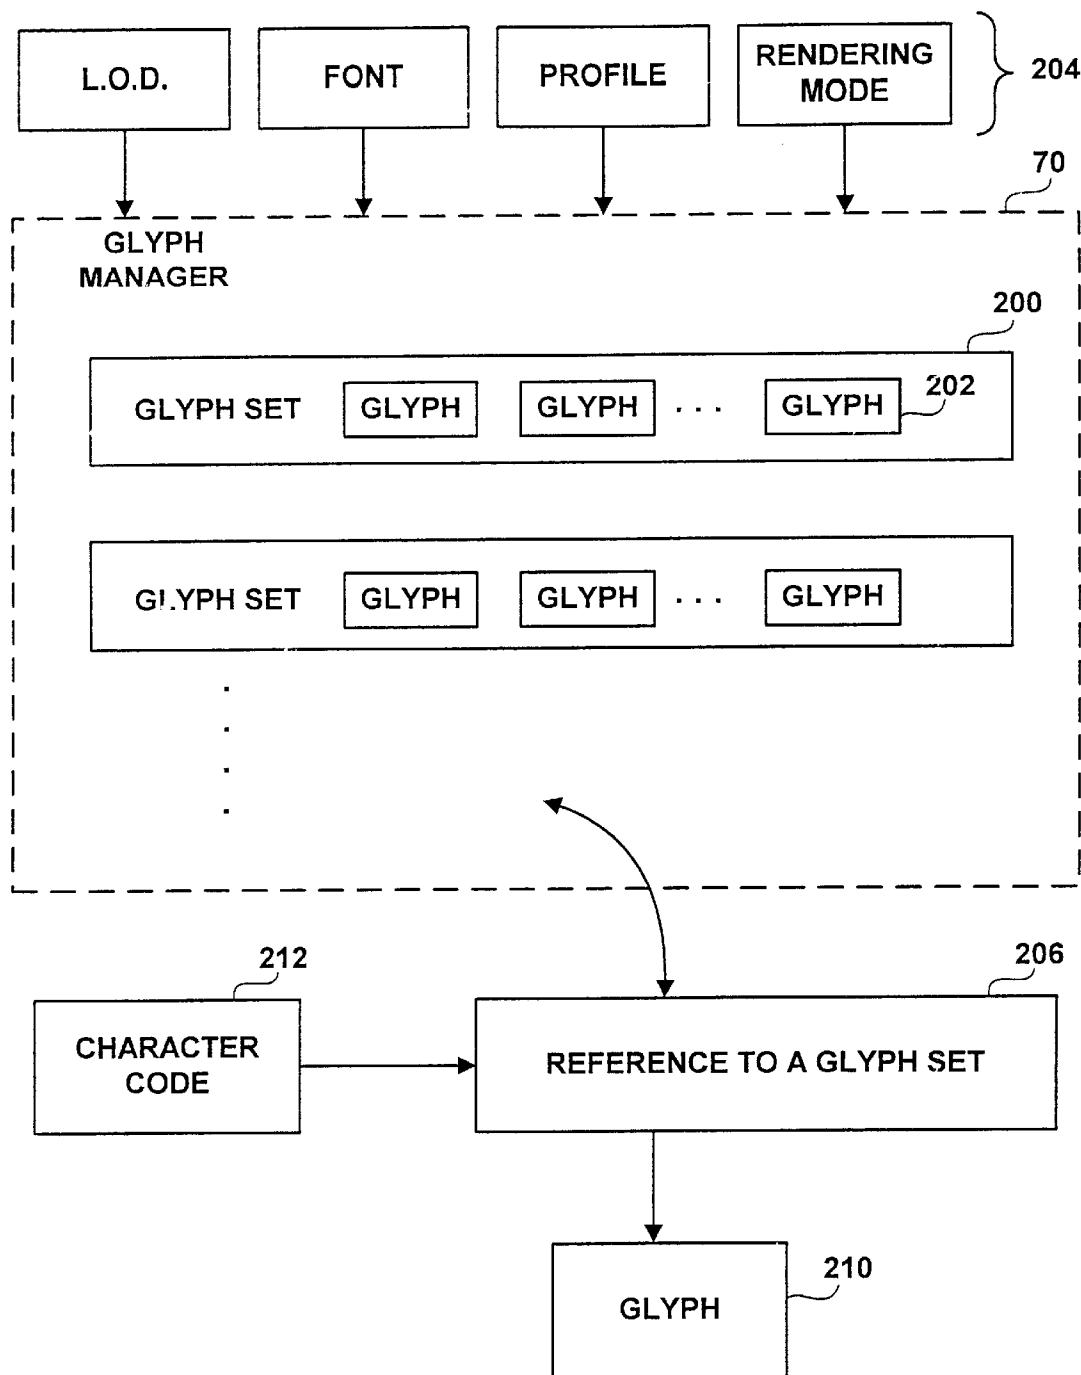 L.O.D.
FONT
PROFILE
RENDERING
MODE
204
70
GLYPH
MANAGER
200
GLYPH SET
GLYPH
GLYPH
. . .
GLYPH
202
GLYPH SET
GLYPH
GLYPH
. . .
GLYPH
212
206
CHARACTER
CODE
REFERENCE TO A GLYPH SET
GLYPH
210